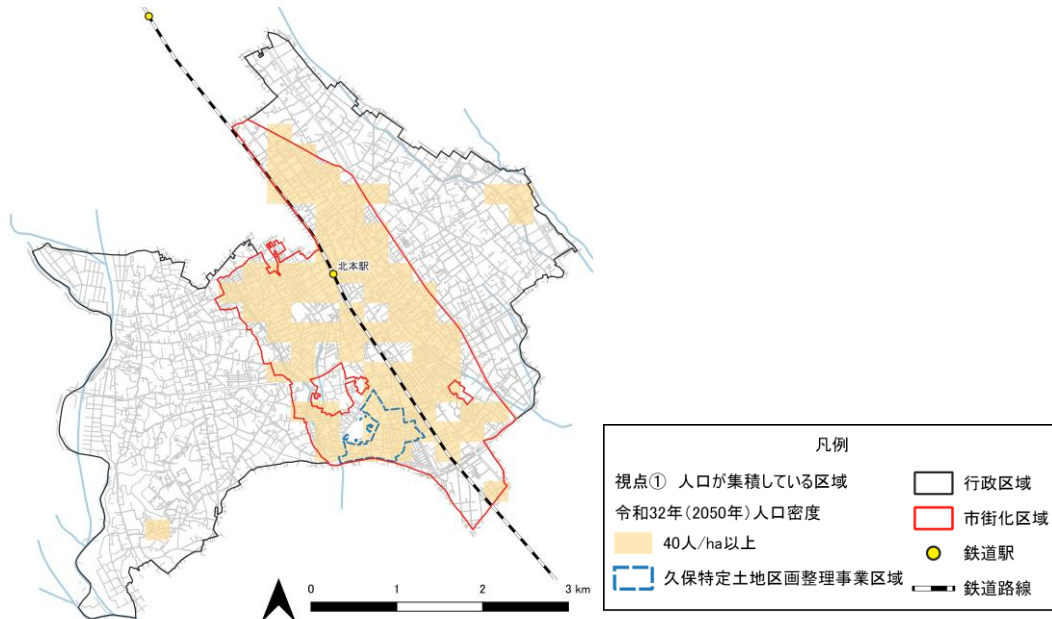 北本駅
0 1 2 3 km
凡例
視点① 人口が集積している区域
令和32年(2050年)人口密度
40人/ha以上
久保特定土地区画整理事業区域
行政区域
市街化区域
鉄道駅
鉄道路線